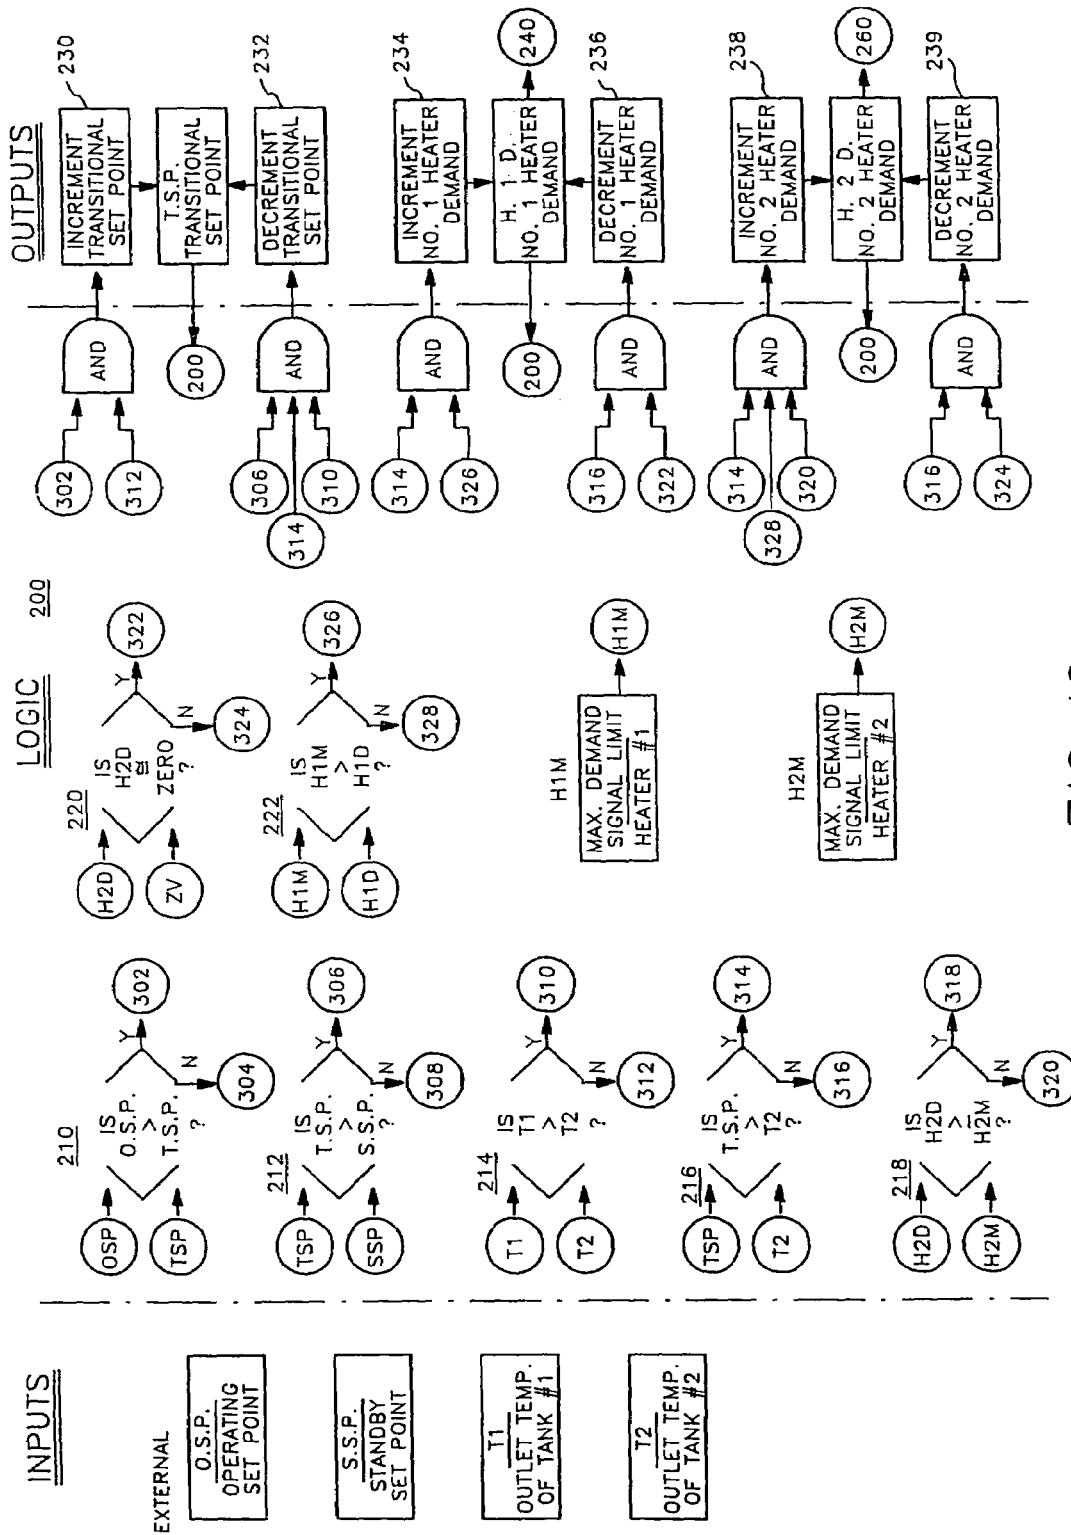 INPUTS
EXTERNAL
O.S.P.
OPERATING
SET POINT
S.S.P.
STANDBY
SET POINT
T1
OUTLET TEMP.
OF TANK #1
T2
OUTLET TEMP.
OF TANK #2
LOGIC
200
210
OSP
TSP
IS
O.S.P.
>
T.S.P.
?
Y
302
N
304
212
TSP
SSP
IS
T.S.P.
>
S.S.P.
?
Y
306
N
308
214
T1
T2
IS
T1
>
T2
?
Y
310
N
312
216
TSP
T2
IS
T.S.P.
>
T2
?
Y
314
N
316
218
H2D
H2M
IS
H2D
≥
H2M
?
Y
318
N
320
220
H2D
ZV
IS
H2D
≅
ZERO
?
Y
322
N
324
222
H1M
H1D
IS
H1M
>
H1D
?
Y
326
N
328
H1M
MAX. DEMAND
SIGNAL LIMIT
HEATER #1
H1M
H2M
MAX. DEMAND
SIGNAL LIMIT
HEATER #2
H2M
OUTPUTS
302
312
AND
INCREMENT
TRANSITIONAL
SET POINT
230
T.S.P.
TRANSITIONAL
SET POINT
200
306
314
310
AND
DECREMENT
TRANSITIONAL
SET POINT
232
314
326
AND
INCREMENT
NO. 1 HEATER
DEMAND
234
H. 1 D.
NO. 1 HEATER
DEMAND
200
240
316
322
AND
DECREMENT
NO. 1 HEATER
DEMAND
236
314
328
320
AND
INCREMENT
NO. 2 HEATER
DEMAND
238
H. 2 D.
NO. 2 HEATER
DEMAND
200
260
316
324
AND
DECREMENT
NO. 2 HEATER
DEMAND
239